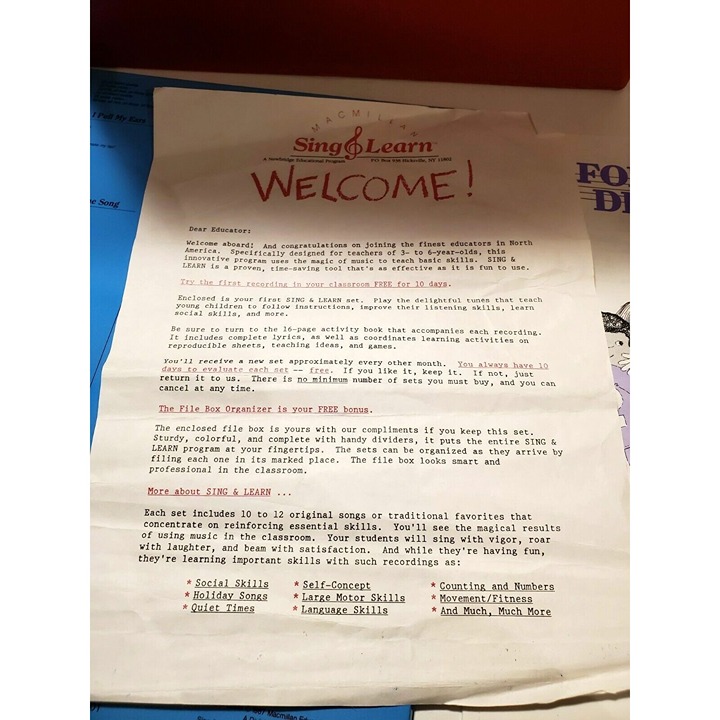 I Pull My Ears
Song
MACMILLAN
Sing & Learn™
A Newbridge Educational Program P.O. Box 938 Hicksville, NY 11802
WELCOME!
FO
DI
Dear Educator:
Welcome aboard! And congratulations on joining the finest educators in North
America. Specifically designed for teachers of 3- to 6-year-olds, this
innovative program uses the magic of music to teach basic skills. SING &
LEARN is a proven, time-saving tool that's as effective as it is fun to use.
Try the first recording in your classroom FREE for 10 days.
Enclosed is your first SING & LEARN set. Play the delightful tunes that teach
young children to follow instructions, improve their listening skills, learn
social skills, and more.
Be sure to turn to the 16-page activity book that accompanies each recording.
It includes complete lyrics, as well as coordinates learning activities on
reproducible sheets, teaching ideas, and games.
You'll receive a new set approximately every other month. You always have 10
days to evaluate each set -- free. If you like it, keep it. If not, just
return it to us. There is no minimum number of sets you must buy, and you can
cancel at any time.
The File Box Organizer is your FREE bonus.
The enclosed file box is yours with our compliments if you keep this set.
Sturdy, colorful, and complete with handy dividers, it puts the entire SING &
LEARN program at your fingertips. The sets can be organized as they arrive by
filing each one in its marked place. The file box looks smart and
professional in the classroom.
More about SING & LEARN ...
Each set includes 10 to 12 original songs or traditional favorites that
concentrate on reinforcing essential skills. You'll see the magical results
of using music in the classroom. Your students will sing with vigor, roar
with laughter, and beam with satisfaction. And while they're having fun,
they're learning important skills with such recordings as:
* Social Skills * Self-Concept * Counting and Numbers
* Holiday Songs * Large Motor Skills * Movement/Fitness
* Quiet Times * Language Skills * And Much, Much More
Macmillan